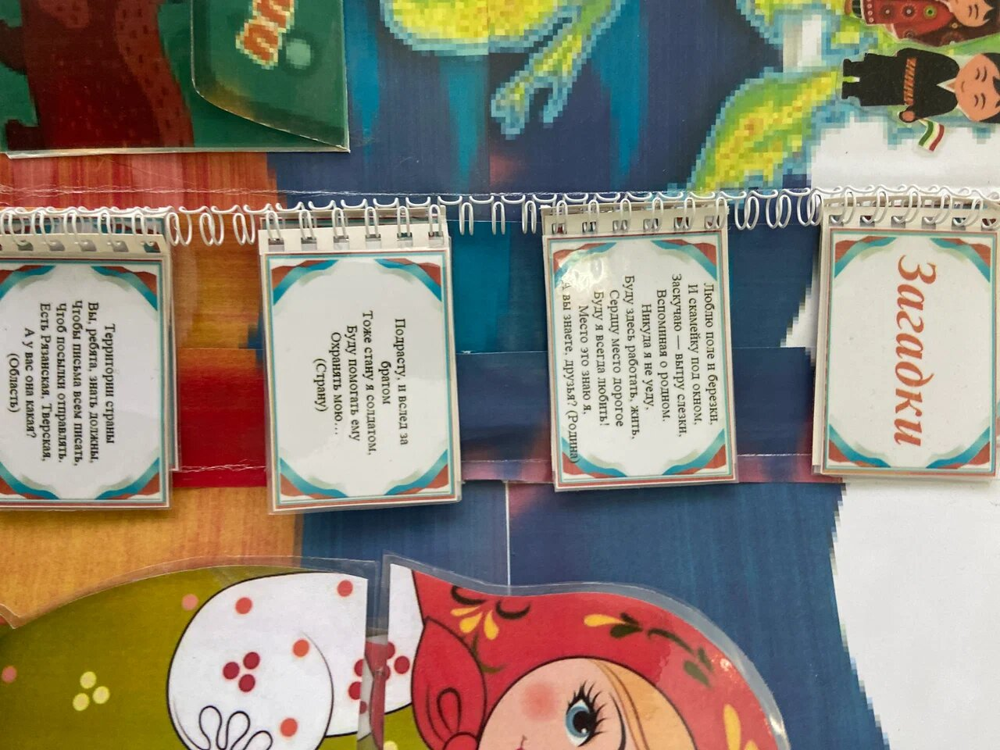 Загадки
Люблю поле и березки,
И скамейку под окном,
Заскучаю — вытру слезки,
Вспоминая о родном.
Никуда я не уеду,
Буду здесь работать, жить,
Сердцу место дорогое
Буду я всегда любить!
Место это знаю я,
А вы знаете, друзья? (Родина)
Подрасту, и вслед за
братом
Тоже стану я солдатом,
Буду помогать ему
Охранять мою…
(Страну)
Территории страны
Вы, ребята, знать должны,
Чтобы письма всем писать,
Чтоб посылки отправлять.
Есть Рязанская, Тверская,
А у вас она какая?
(Область)